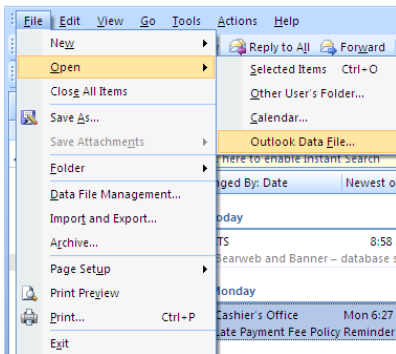 File Edit View Go Tools Actions Help
New
Reply to All Forward
Open
Selected Items Ctrl+O
Close All Items
Other User's Folder...
Save As...
Calendar...
Save Attachments
Outlook Data File...
here to enable Instant Search
Folder
Data File Management...
ged By: Date Newest o
Import and Export...
oday
Archive...
TS 8:58
Bearweb and Banner – database s
Page Setup
Print Preview
Monday
Print... Ctrl+P
Cashier's Office Mon 6:27
Late Payment Fee Policy Reminder
Exit